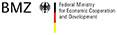 BMZ
Federal Ministry
for Economic Cooperation
and Development